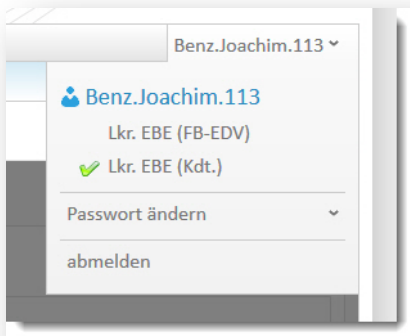 Benz.Joachim.113
Benz.Joachim.113
Lkr. EBE (FB-EDV)
Lkr. EBE (Kdt.)
Passwort ändern
abmelden